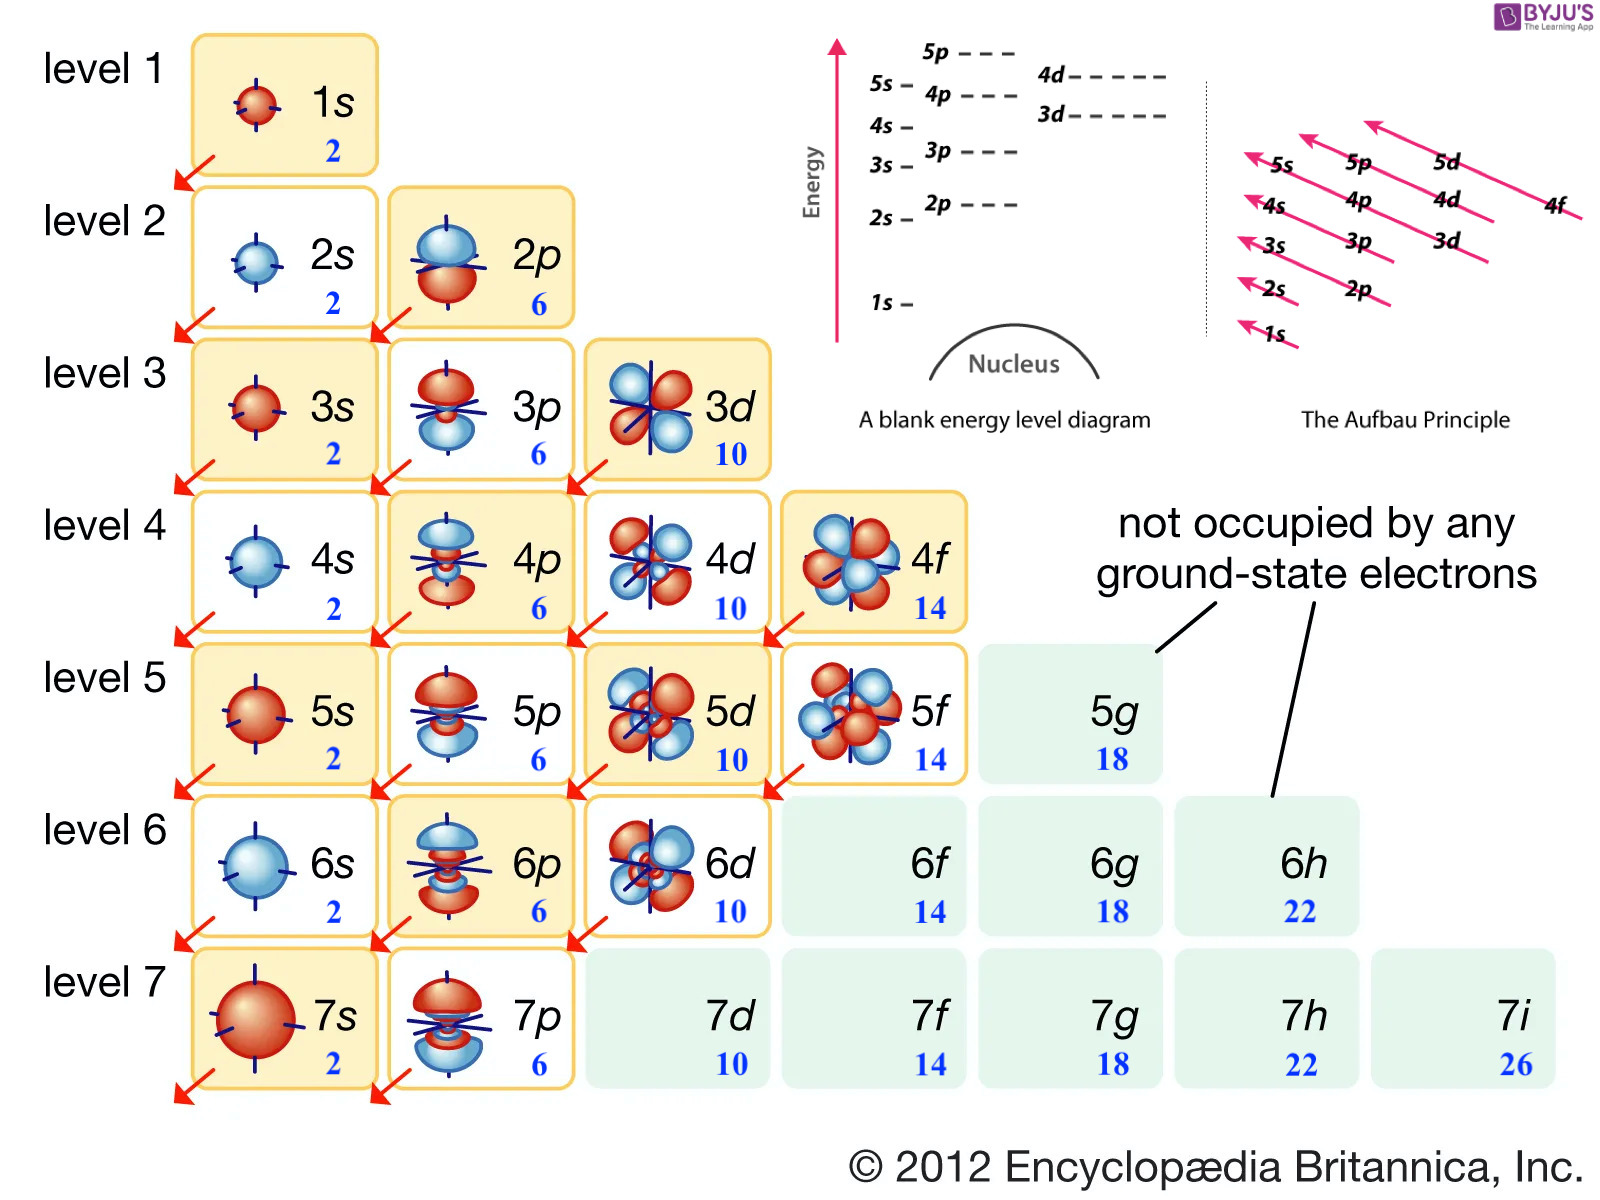 BYJU'S
The Learning App
level 1
1s
2
level 2
2s
2
2p
6
level 3
3s
2
3p
6
3d
10
level 4
4s
2
4p
6
4d
10
4f
14
level 5
5s
2
5p
6
5d
10
5f
14
5g
18
level 6
6s
2
6p
6
6d
10
6f
14
6g
18
6h
22
level 7
7s
2
7p
6
7d
10
7f
14
7g
18
7h
22
7i
26
not occupied by any
ground-state electrons
Energy
5p
4d
5s
4p
3d
4s
3p
3s
2p
2s
1s
Nucleus
A blank energy level diagram
5s 5p 5d
4s 4p 4d 4f
3s 3p 3d
2s 2p
1s
The Aufbau Principle
© 2012 Encyclopædia Britannica, Inc.